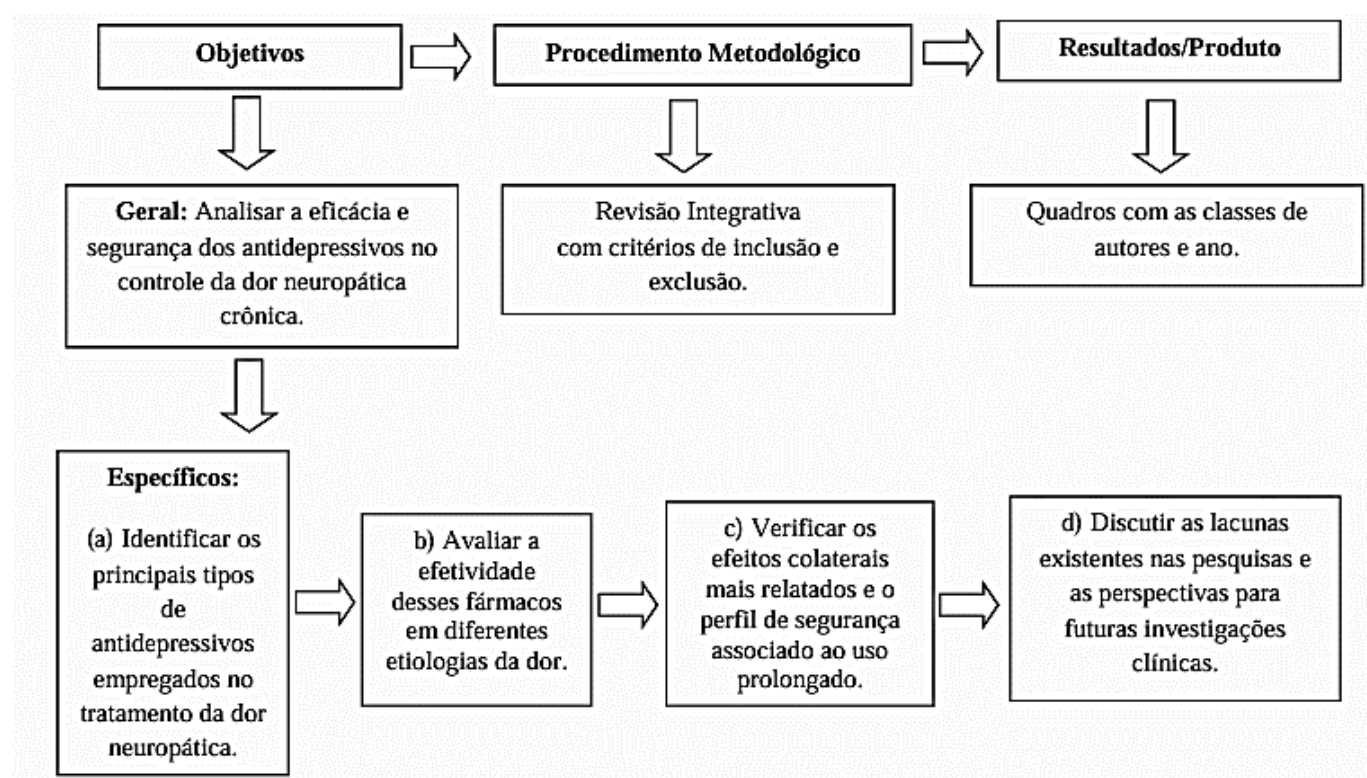 Objetivos
Procedimento Metodológico
Resultados/Produto
Geral: Analisar a eficácia e
segurança dos antidepressivos no
controle da dor neuropática
crônica.
Revisão Integrativa
com critérios de inclusão e
exclusão.
Quadros com as classes de
autores e ano.
Específicos:
(a) Identificar os
principais tipos
de
antidepressivos
empregados no
tratamento da dor
neuropática.
b) Avaliar a
efetividade
desses fármacos
em diferentes
etiologias da dor.
c) Verificar os
efeitos colaterais
mais relatados e o
perfil de segurança
associado ao uso
prolongado.
d) Discutir as lacunas
existentes nas pesquisas e
as perspectivas para
futuras investigações
clínicas.